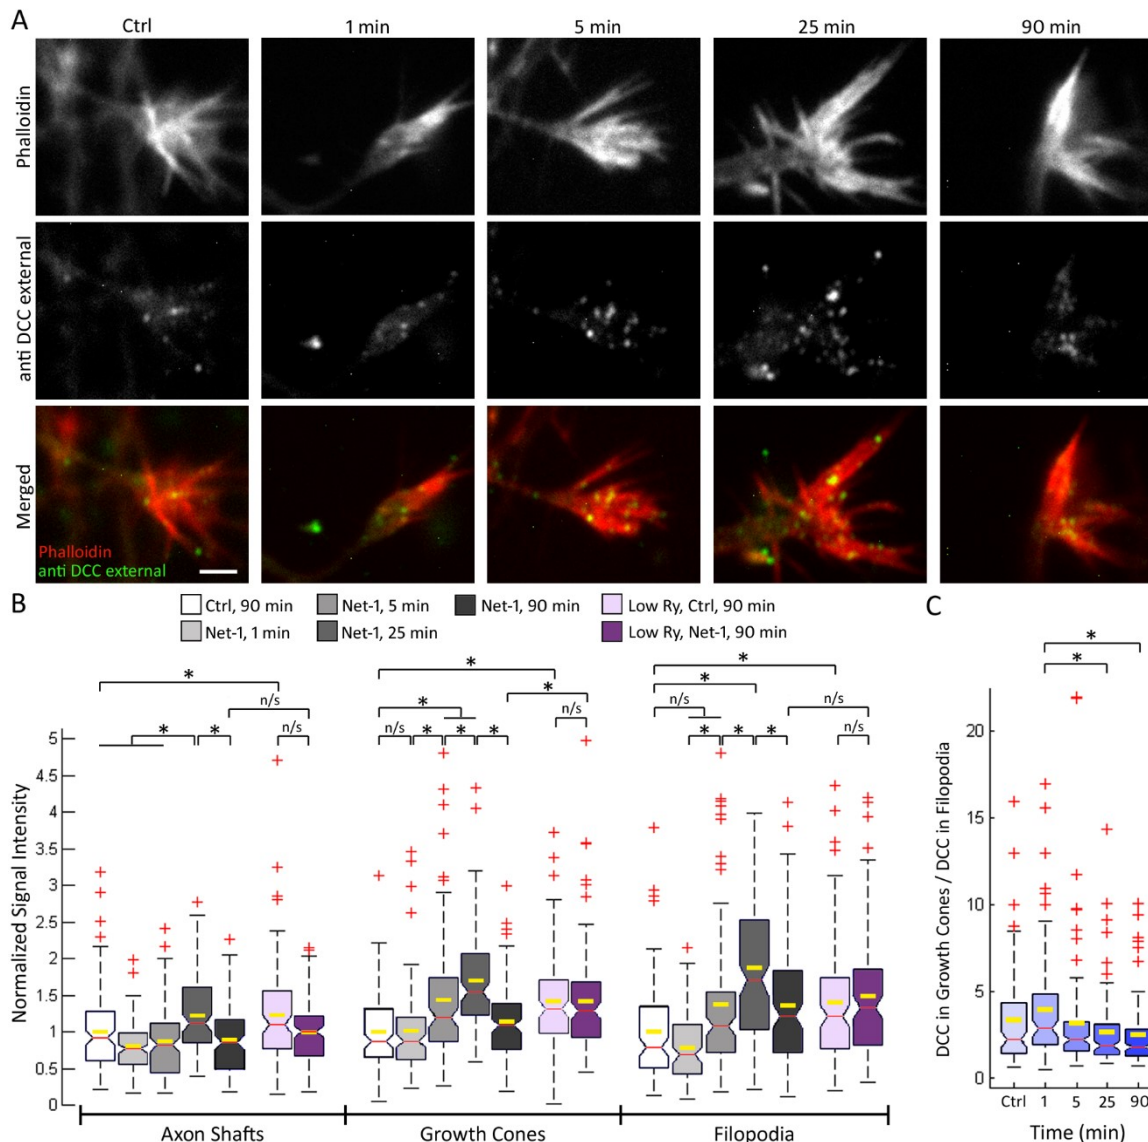 A
Ctrl 1 min 5 min 25 min 90 min
Phalloidin
anti DCC external
Merged
Phalloidin
anti DCC external
B
Ctrl, 90 min Net-1, 5 min Net-1, 90 min Low Ry, Ctrl, 90 min
Net-1, 1 min Net-1, 25 min Low Ry, Net-1, 90 min
C
* * * *
n/s * * * n/s
* * n/s n/s * * * n/s n/s * * * n/s
*
*
Normalized Signal Intensity
5
4.5
4
3.5
3
2.5
2
1.5
1
0.5
0
Axon Shafts Growth Cones Filopodia
DCC in Growth Cones / DCC in Filopodia
20
15
10
5
0
Ctrl 1 5 25 90
Time (min)